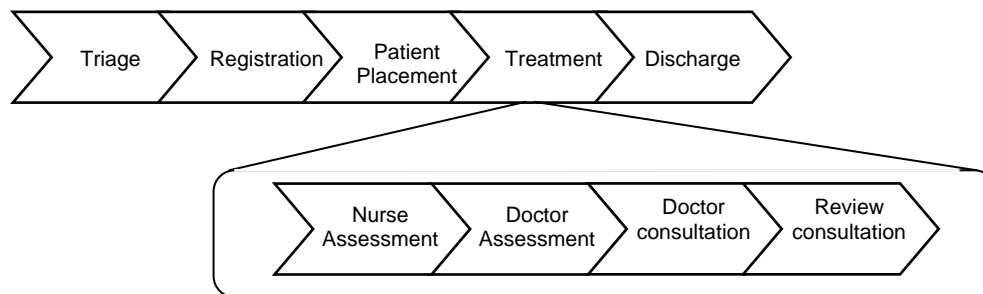 Triage
Registration
Patient
Placement
Treatment
Discharge
Nurse
Assessment
Doctor
Assessment
Doctor
consultation
Review
consultation